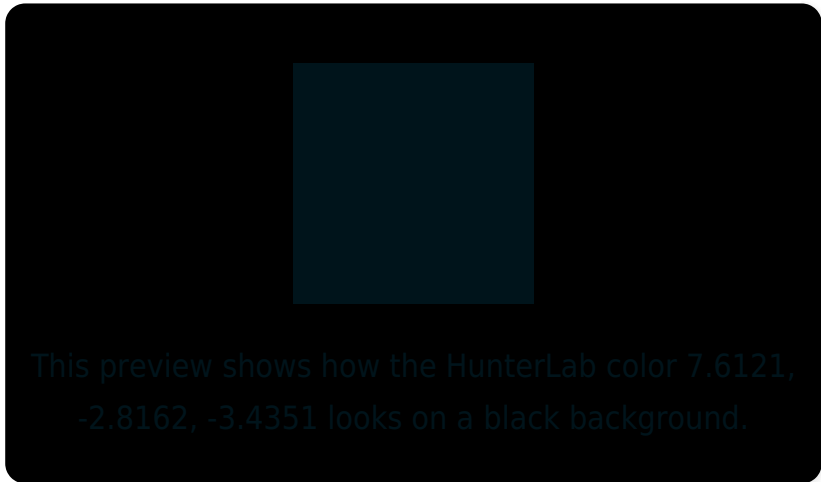 This preview shows how the HunterLab color 7.6121,
-2.8162, -3.4351 looks on a black background.